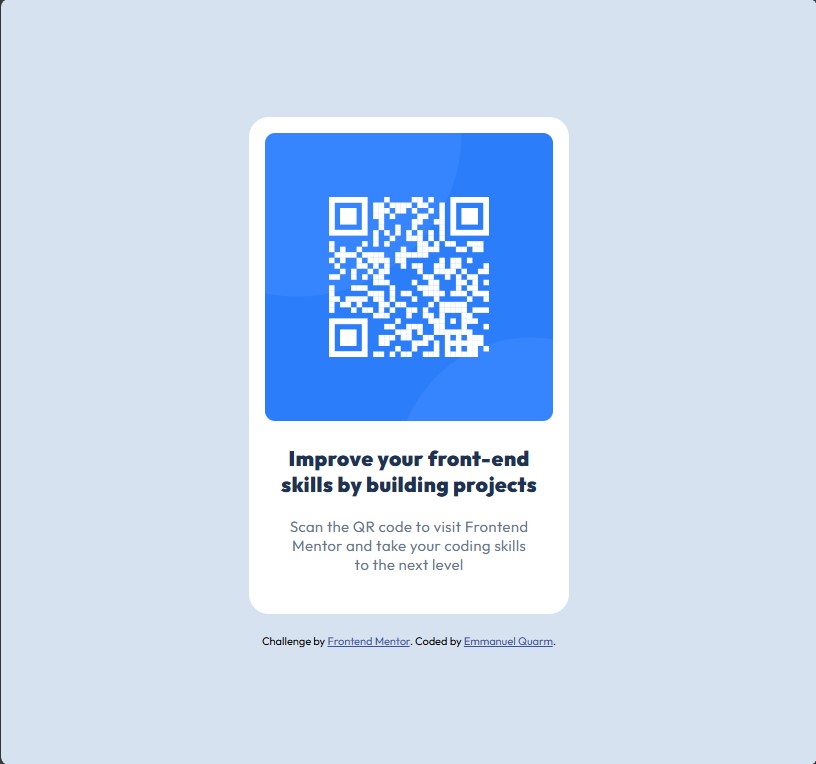 Improve your front-end
skills by building projects
Scan the QR code to visit Frontend
Mentor and take your coding skills
to the next level
Challenge by Frontend Mentor. Coded by Emmanuel Quarm.